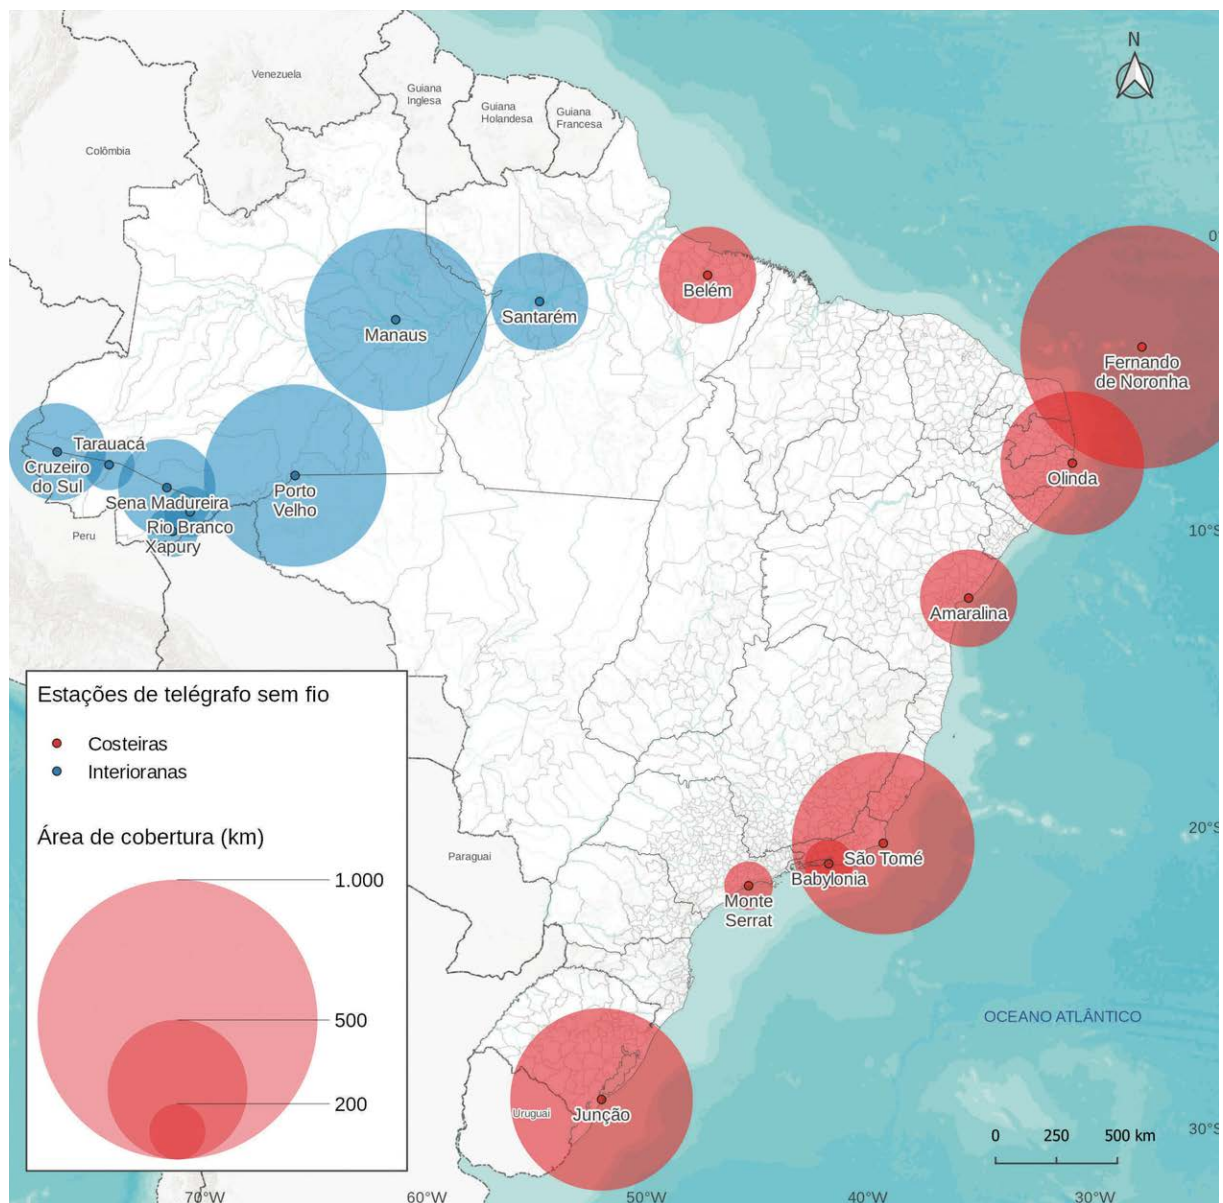 N
Venezuela
Guiana
Inglesa
Guiana
Holandesa
Guiana
Francesa
Colômbia
0°
Belém
Santarém
Manaus
Fernando
de Noronha
Tarauacá
Cruzeiro
do Sul
Sena Madureira
Porto
Velho
Olinda
Rio Branco
Xapury
Peru
10°S
Amaralina
Estações de telégrafo sem fio
Costeiras
Interioranas
Área de cobertura (km)
1.000
500
200
Paraguai
São Tomé
Babylonia
Monte
Serrat
OCEANO ATLÂNTICO
Uruguai
Junção
0 250 500 km
30°S
70°W 60°W 50°W 40°W 30°W